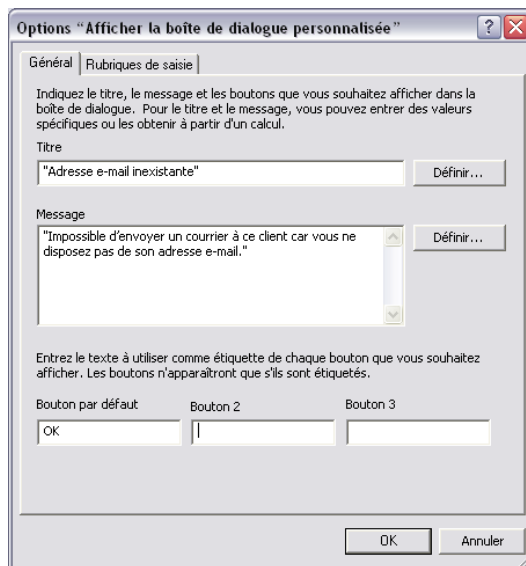 Options “Afficher la boîte de dialogue personnalisée”
Général
Rubriques de saisie
Indiquez le titre, le message et les boutons que vous souhaitez afficher dans la
boîte de dialogue. Pour le titre et le message, vous pouvez entrer des valeurs
spécifiques ou les obtenir à partir d'un calcul.
Titre
"Adresse e-mail inexistante"
Définir...
Message
"Impossible d’envoyer un courrier à ce client car vous ne
disposez pas de son adresse e-mail."
Définir...
Entrez le texte à utiliser comme étiquette de chaque bouton que vous souhaitez
afficher. Les boutons n'apparaîtront que s'ils sont étiquetés.
Bouton par défaut
Bouton 2
Bouton 3
OK
OK
Annuler